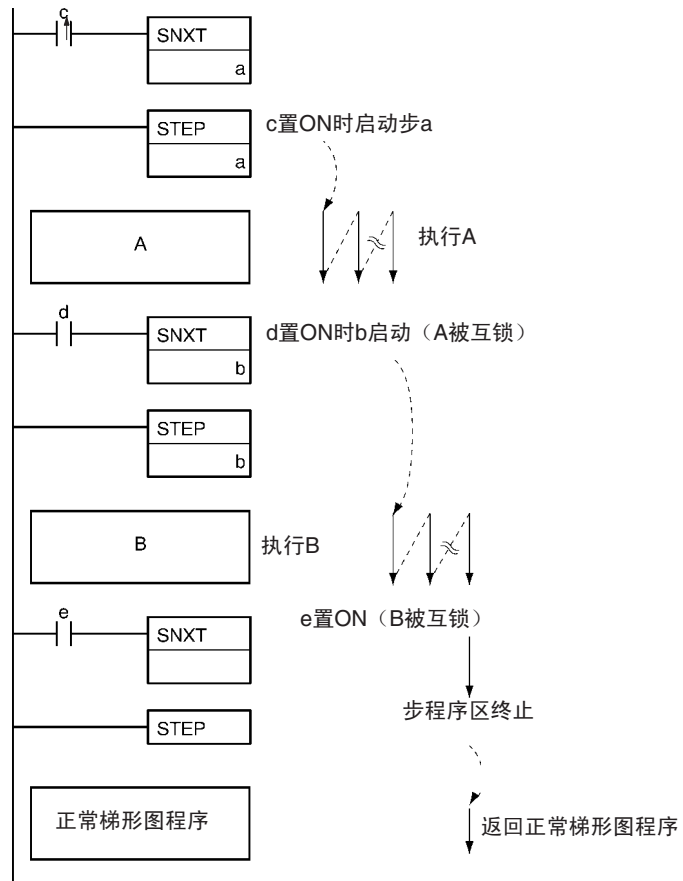 c
SNXT
a
STEP
a
c置ON时启动步a
A
执行A
d
SNXT
b
d置ON时b启动（A被互锁）
STEP
b
B
执行B
e
SNXT
e置ON（B被互锁）
STEP
步程序区终止
正常梯形图程序
返回正常梯形图程序